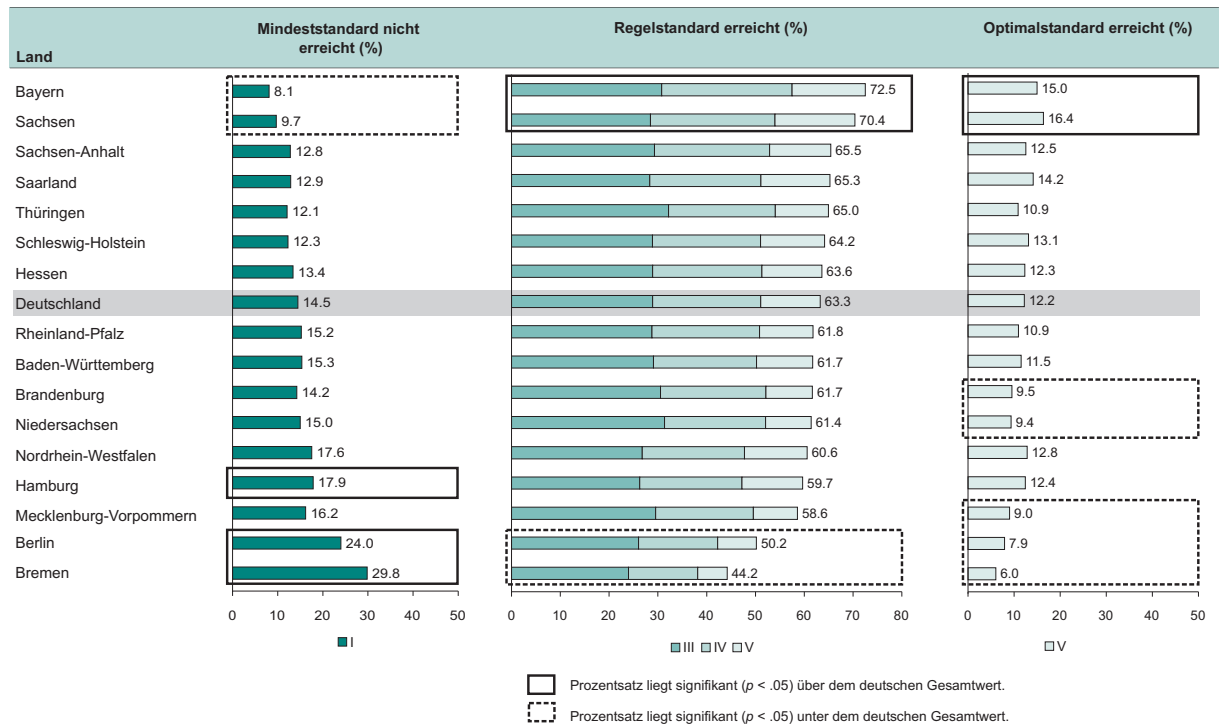 Land
Mindeststandard nicht
erreicht (%)
Regelstandard erreicht (%)
Optimalstandard erreicht (%)
Bayern 8.1 72.5 15.0
Sachsen 9.7 70.4 16.4
Sachsen-Anhalt 12.8 65.5 12.5
Saarland 12.9 65.3 14.2
Thüringen 12.1 65.0 10.9
Schleswig-Holstein 12.3 64.2 13.1
Hessen 13.4 63.6 12.3
Deutschland 14.5 63.3 12.2
Rheinland-Pfalz 15.2 61.8 10.9
Baden-Württemberg 15.3 61.7 11.5
Brandenburg 14.2 61.7 9.5
Niedersachsen 15.0 61.4 9.4
Nordrhein-Westfalen 17.6 60.6 12.8
Hamburg 17.9 59.7 12.4
Mecklenburg-Vorpommern 16.2 58.6 9.0
Berlin 24.0 50.2 7.9
Bremen 29.8 44.2 6.0
0 10 20 30 40 50 0 10 20 30 40 50 60 70 80 0 10 20 30 40 50
I III IV V V
Prozentsatz liegt signifikant (p < .05) über dem deutschen Gesamtwert.
Prozentsatz liegt signifikant (p < .05) unter dem deutschen Gesamtwert.